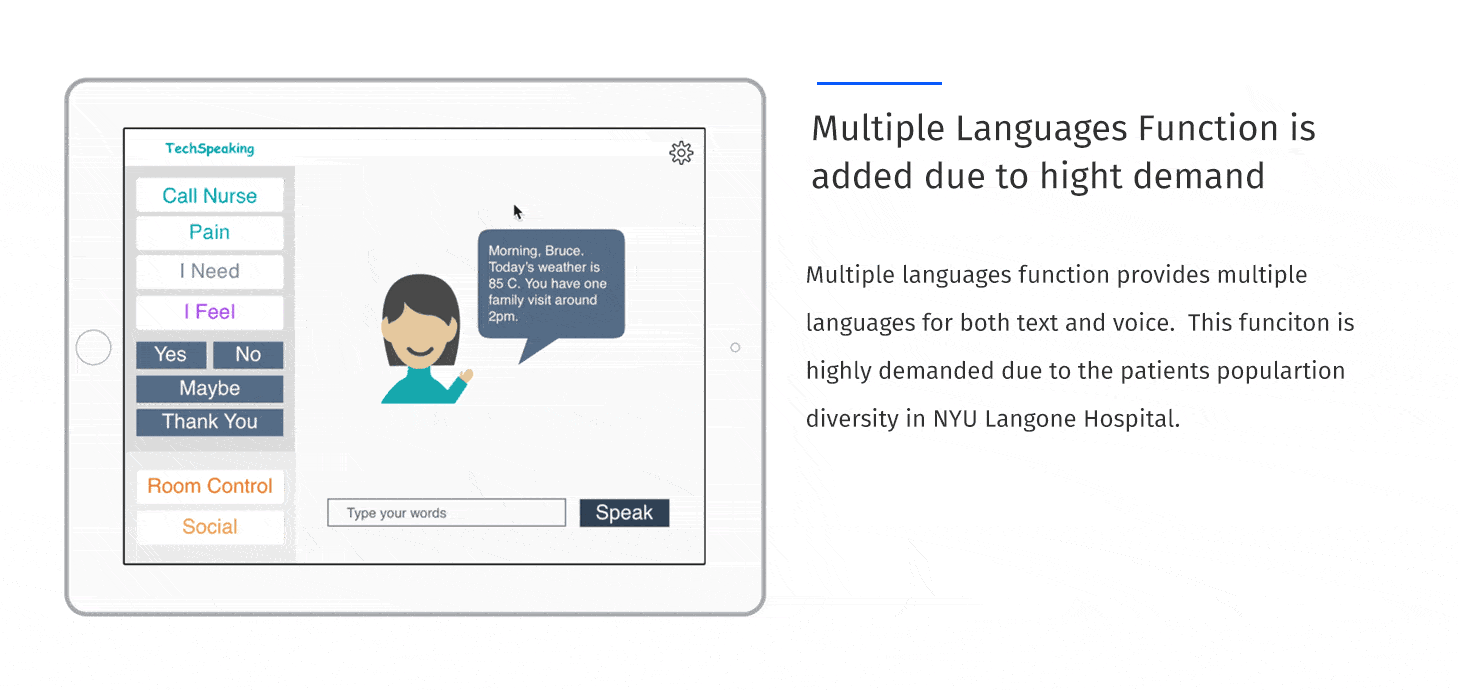 TechSpeaking
Call Nurse
Pain
I Need
I Feel
Yes
No
Maybe
Thank You
Room Control
Social
Morning, Bruce.
Today's weather is
85 C. You have one
family visit around
2pm.
Type your words
Speak
Multiple Languages Function is
added due to hight demand
Multiple languages function provides multiple
languages for both text and voice.  This funciton is
highly demanded due to the patients populartion
diversity in NYU Langone Hospital.